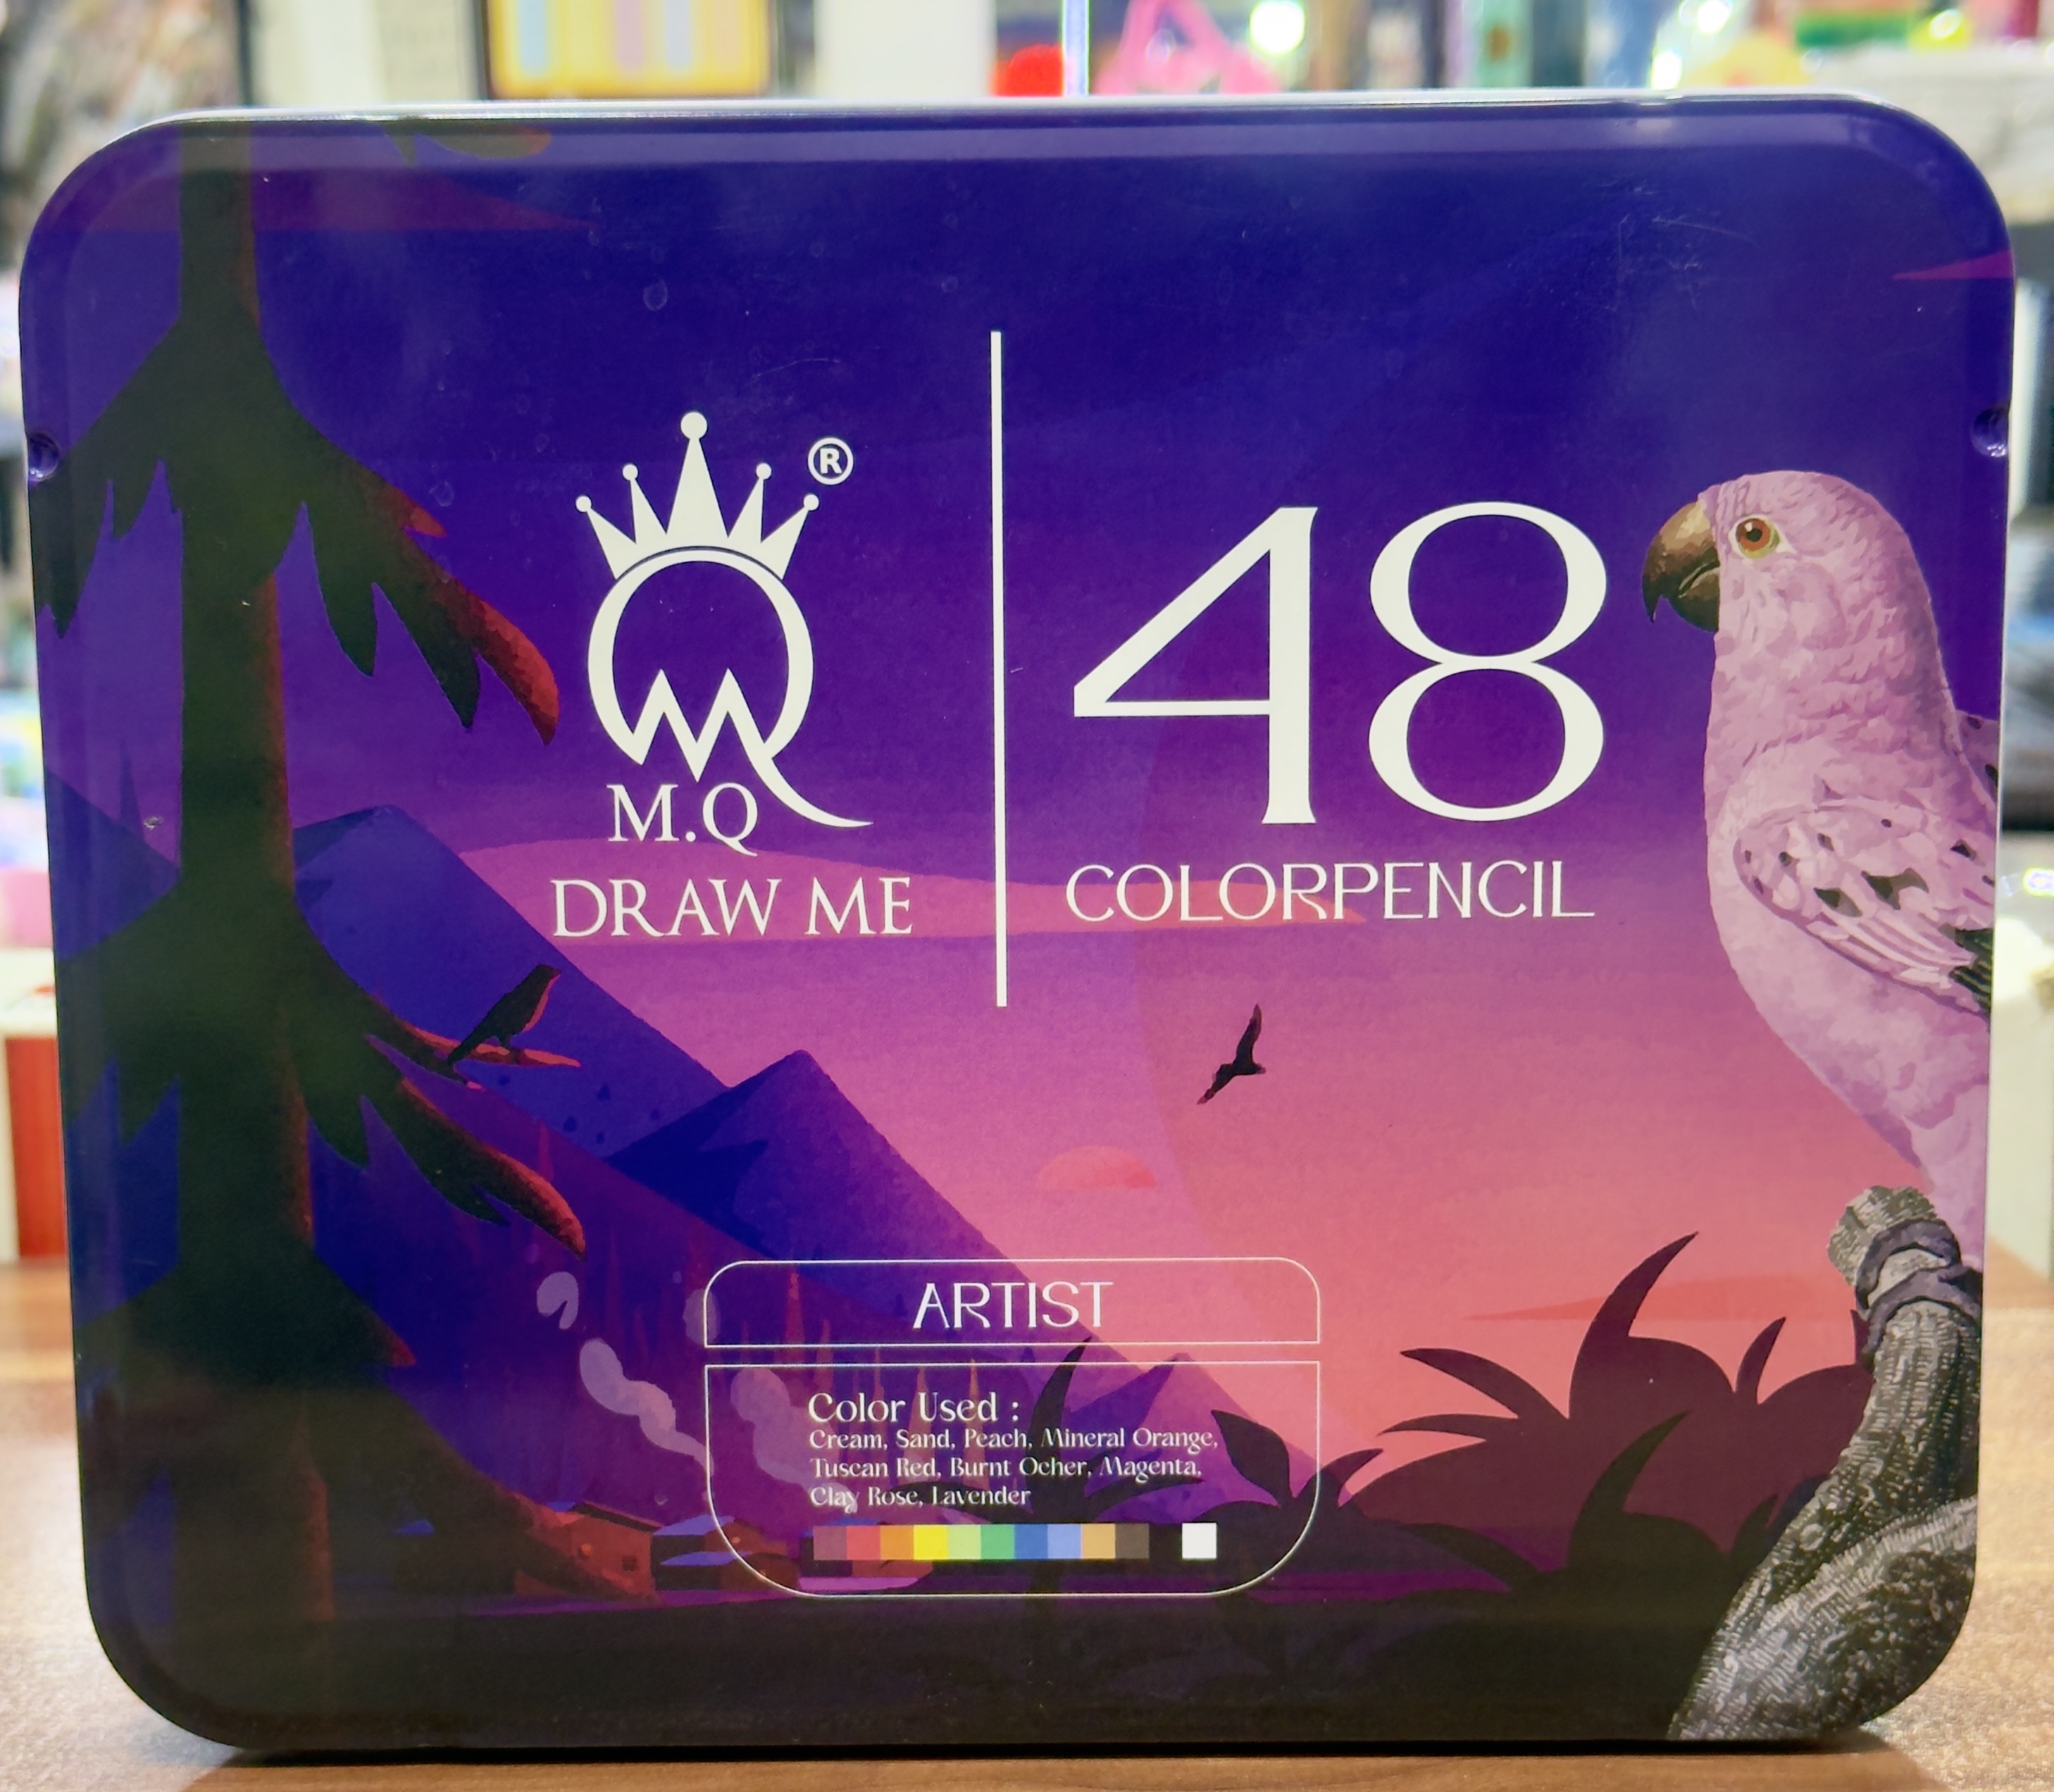 ®
M.Q
DRAW ME
48
COLORPENCIL
ARTIST
Color Used :
Cream, Sand, Peach, Mineral Orange,
Tuscan Red, Burnt Ocher, Magenta,
Clay Rose, Lavender